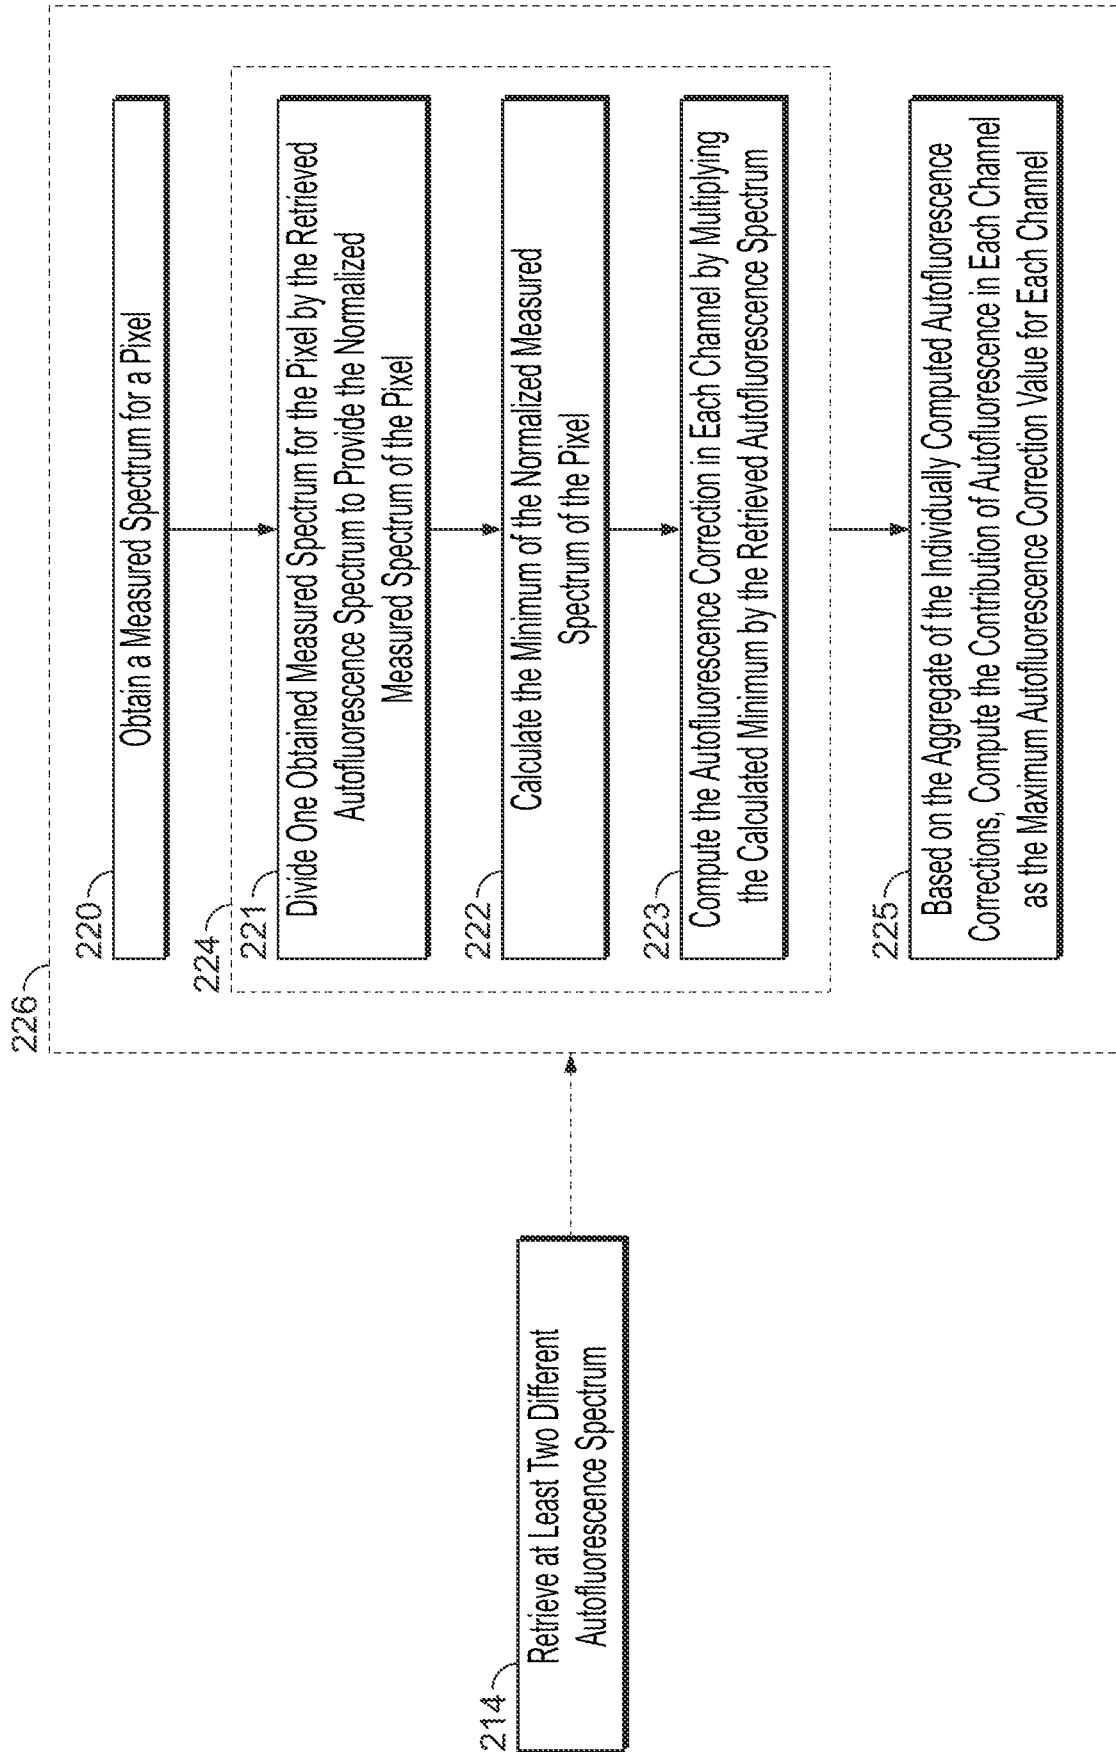 214
Retrieve at Least Two Different
Autofluorescence Spectrum
226
220
Obtain a Measured Spectrum for a Pixel
224
221
Divide One Obtained Measured Spectrum for the Pixel by the Retrieved
Autofluorescence Spectrum to Provide the Normalized
Measured Spectrum of the Pixel
222
Calculate the Minimum of the Normalized Measured
Spectrum of the Pixel
223
Compute the Autofluorescence Correction in Each Channel by Multiplying
the Calculated Minimum by the Retrieved Autofluorescence Spectrum
225
Based on the Aggregate of the Individually Computed Autofluorescence
Corrections, Compute the Contribution of Autofluorescence in Each Channel
as the Maximum Autofluorescence Correction Value for Each Channel